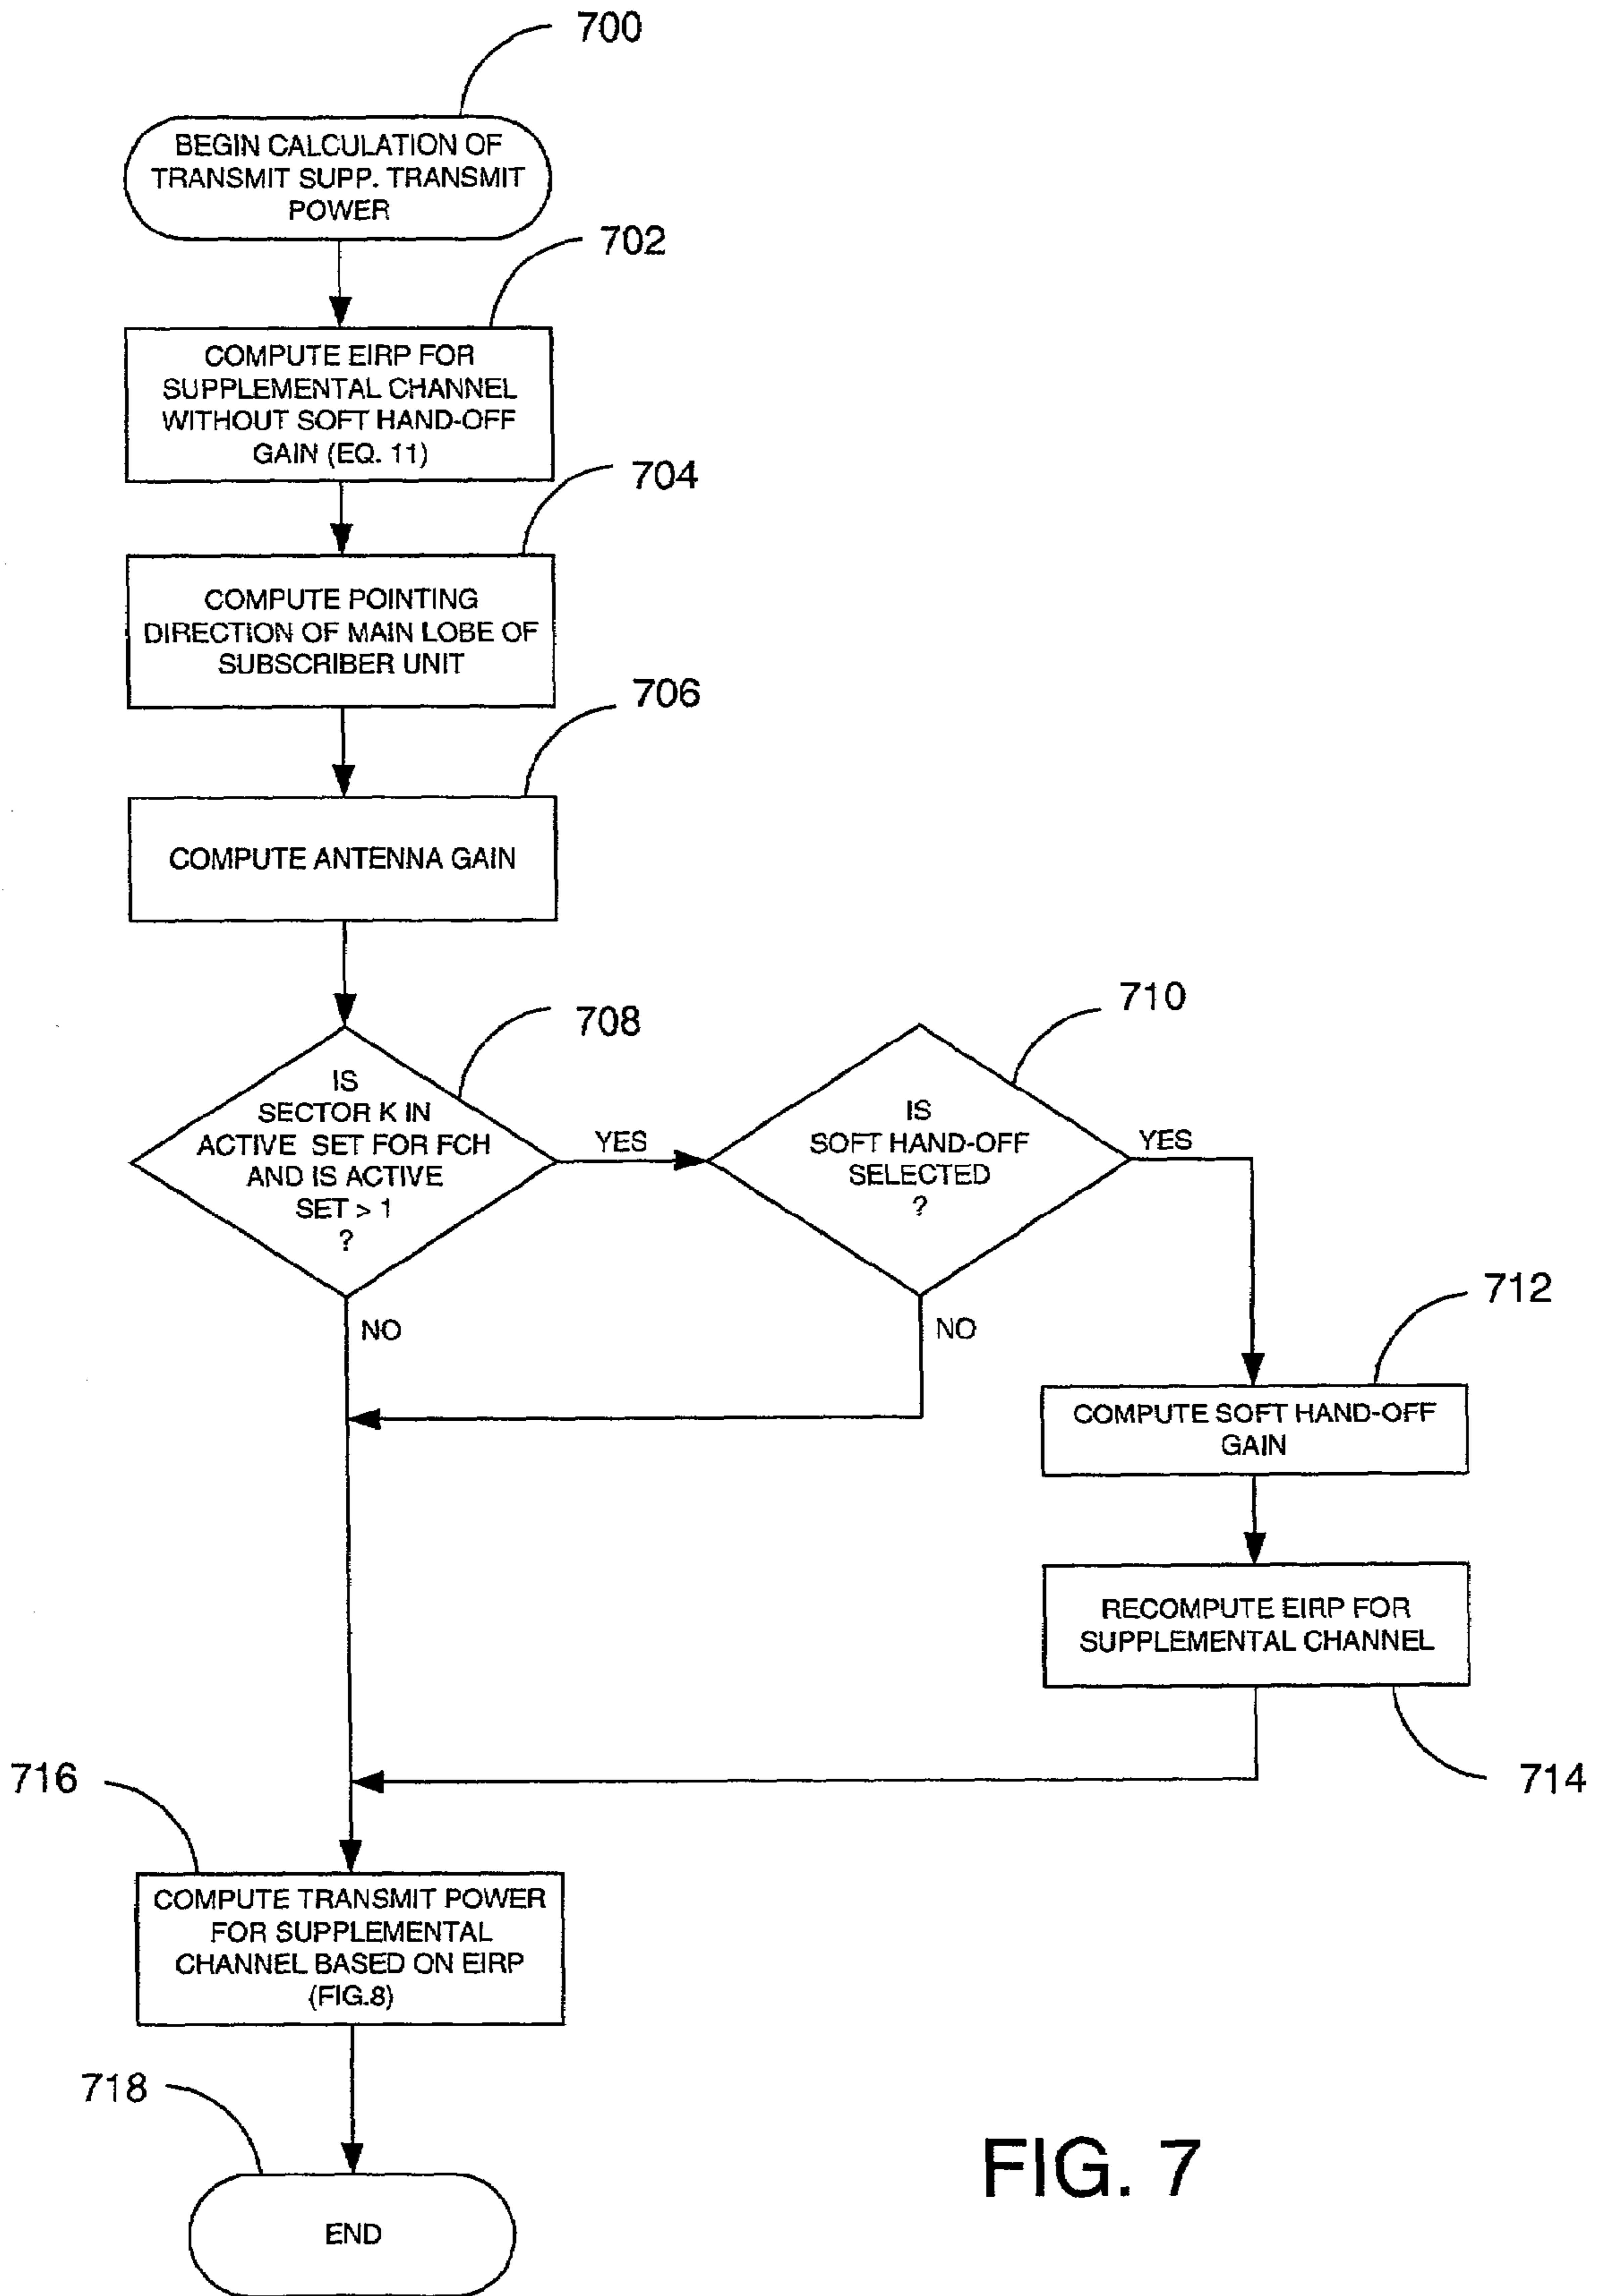 700
BEGIN CALCULATION OF
TRANSMIT SUPP. TRANSMIT
POWER
702
COMPUTE EIRP FOR
SUPPLEMENTAL CHANNEL
WITHOUT SOFT HAND-OFF
GAIN (EQ. 11)
704
COMPUTE POINTING
DIRECTION OF MAIN LOBE OF
SUBSCRIBER UNIT
706
COMPUTE ANTENNA GAIN
708
IS
SECTOR K IN
ACTIVE SET FOR FCH
AND IS ACTIVE
SET > 1
?
YES
NO
710
IS
SOFT HAND-OFF
SELECTED
?
YES
NO
712
COMPUTE SOFT HAND-OFF
GAIN
RECOMPUTE EIRP FOR
SUPPLEMENTAL CHANNEL
714
716
COMPUTE TRANSMIT POWER
FOR SUPPLEMENTAL
CHANNEL BASED ON EIRP
(FIG.8)
718
END
FIG. 7